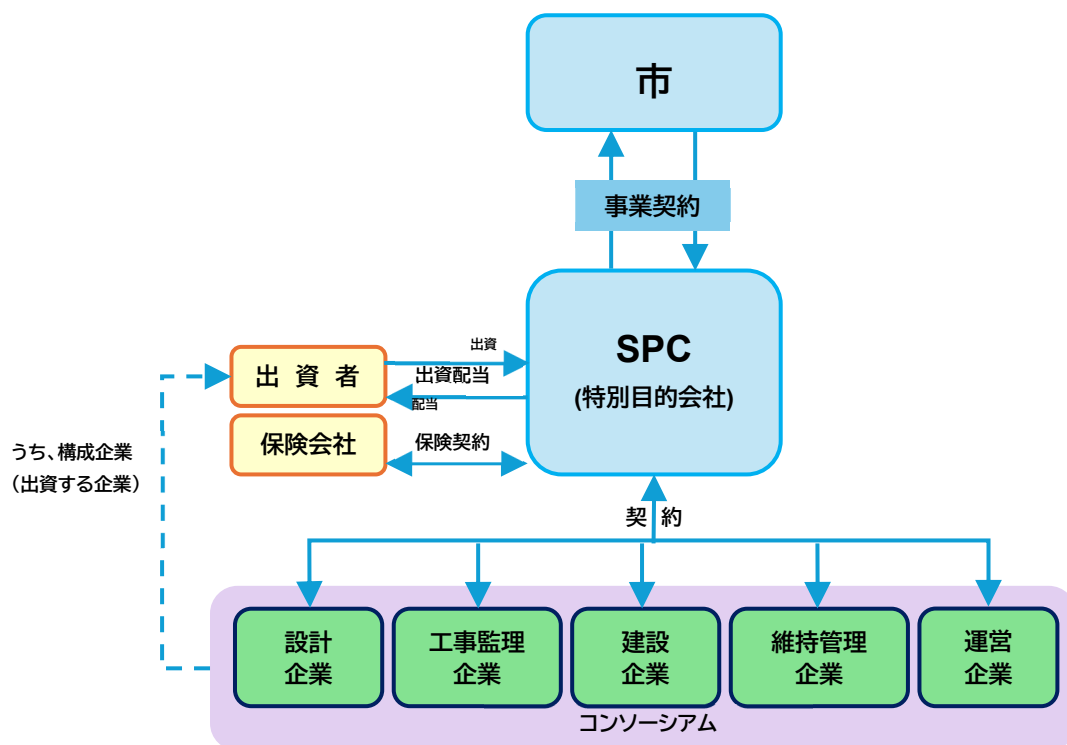 市
事業契約
SPC
(特別目的会社)
出資
出資配当
配当
出 資 者
保険会社
保険契約
うち、構成企業
（出資する企業）
契 約
設計
企業
工事監理
企業
建設
企業
維持管理
企業
運営
企業
コンソーシアム